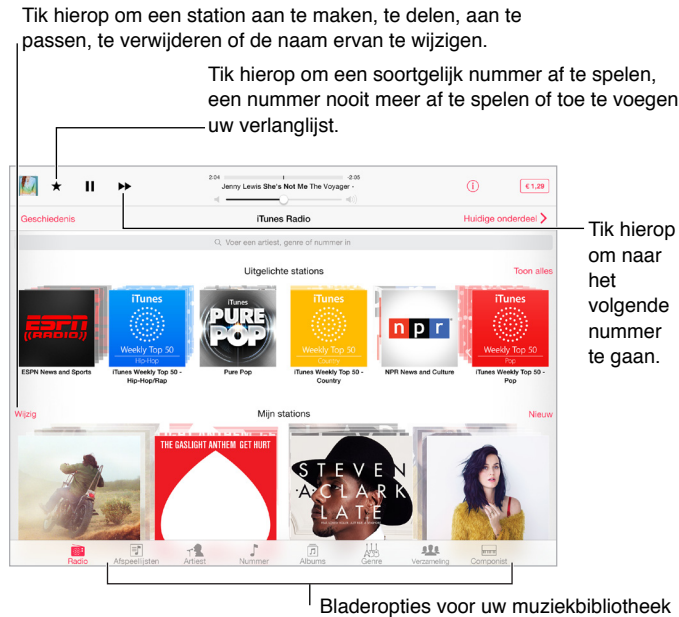 Tik hierop om een station aan te maken, te delen, aan te
passen, te verwijderen of de naam ervan te wijzigen.
Tik hierop om een soortgelijk nummer af te spelen,
een nummer nooit meer af te spelen of toe te voegen
uw verlanglijst.
2:04
-2:05
Jenny Lewis She's Not Me The Voyager -
€ 1,29
Geschiedenis
iTunes Radio
Huidige onderdeel
Tik hierop
om naar
het
volgende
nummer
te gaan.
Voer een artiest, genre of nummer in
Uitgelichte stations
Toon alles
ESPN
((RADIO))
iTunes
Weekly Top 50
Hip-Hop
iTunes
PURE
POP
iTunes
Weekly Top 50
Country
npr
iTunes
Weekly Top 50
Pop
ESPN News and Sports
iTunes Weekly Top 50 -
Hip-Hop/Rap
Pure Pop
iTunes Weekly Top 50 -
Country
NPR News and Culture
iTunes Weekly Top 50 -
Pop
Wijzig
Mijn stations
Nieuw
THE GASLIGHT ANTHEM GET HURT
STEVEN
A CLARK
LATE
Radio
Afspeellijsten
Artiest
Nummer
Albums
Genre
Verzameling
Componist
Bladeropties voor uw muziekbibliotheek